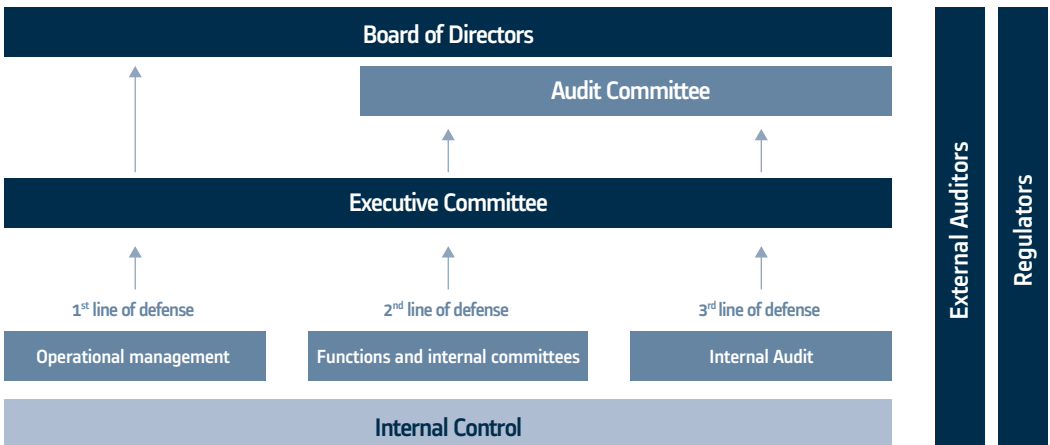 Board of Directors
Audit Committee
Executive Committee
1st line of defense
2nd line of defense
3rd line of defense
Operational management
Functions and internal committees
Internal Audit
Internal Control
External Auditors
Regulators